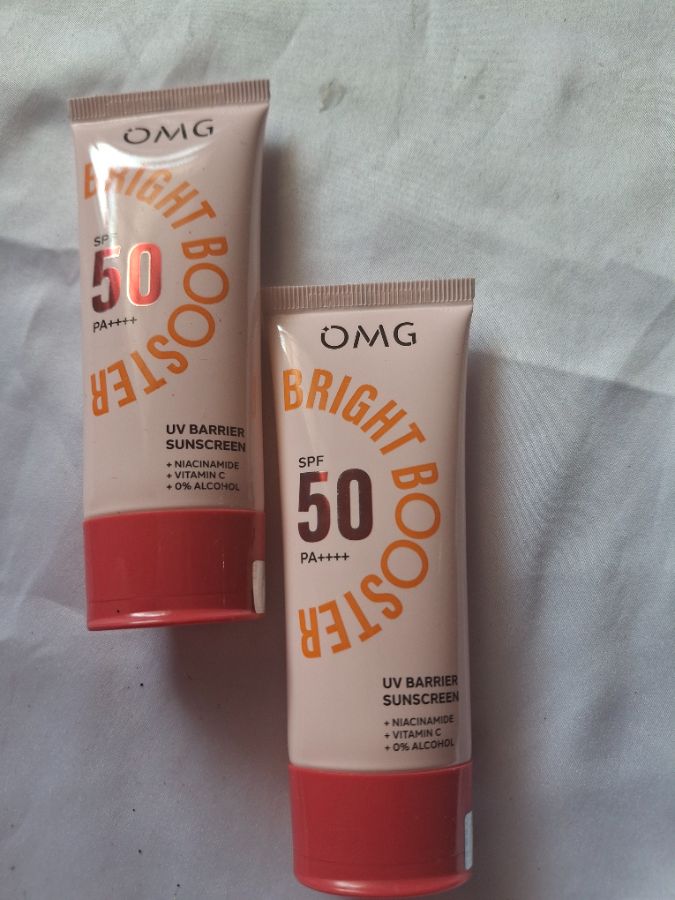 OMG
BRIGHT BOOSTER
SPF
50
PA++++
UV BARRIER
SUNSCREEN
+ NIACINAMIDE
+ VITAMIN C
+ 0% ALCOHOL
OMG
BRIGHT BOOSTER
SPF
50
PA++++
UV BARRIER
SUNSCREEN
+ NIACINAMIDE
+ VITAMIN C
+ 0% ALCOHOL